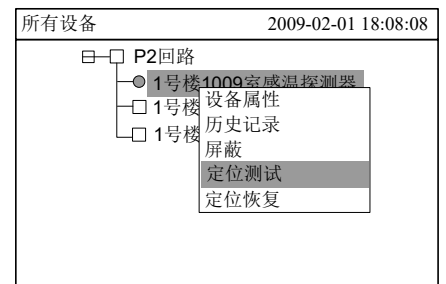 所有设备 2009-02-01 18:08:08
P2回路
1号楼1009室感温探测器
1号楼
1号楼
设备属性
历史记录
屏蔽
定位测试
定位恢复